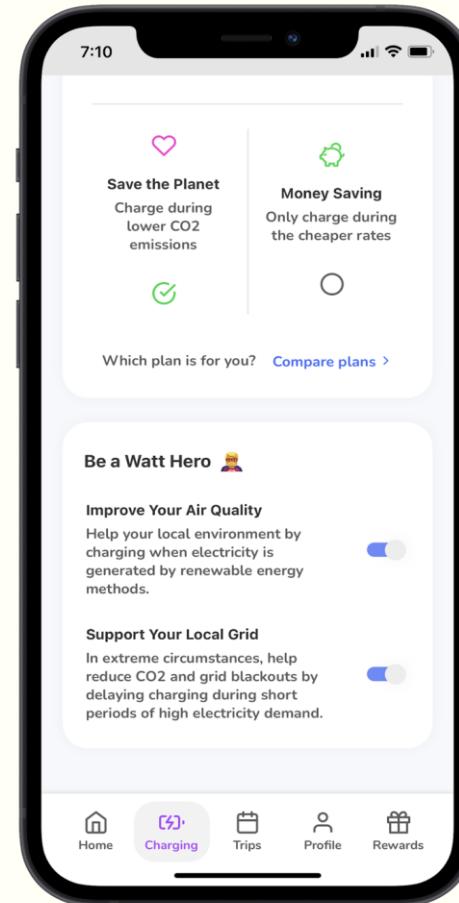 7:10
Save the Planet
Charge during
lower CO2
emissions
Money Saving
Only charge during
the cheaper rates
Which plan is for you? Compare plans >
Be a Watt Hero 🦸
Improve Your Air Quality
Help your local environment by
charging when electricity is
generated by renewable energy
methods.
Support Your Local Grid
In extreme circumstances, help
reduce CO2 and grid blackouts by
delaying charging during short
periods of high electricity demand.
Home Charging Trips Profile Rewards